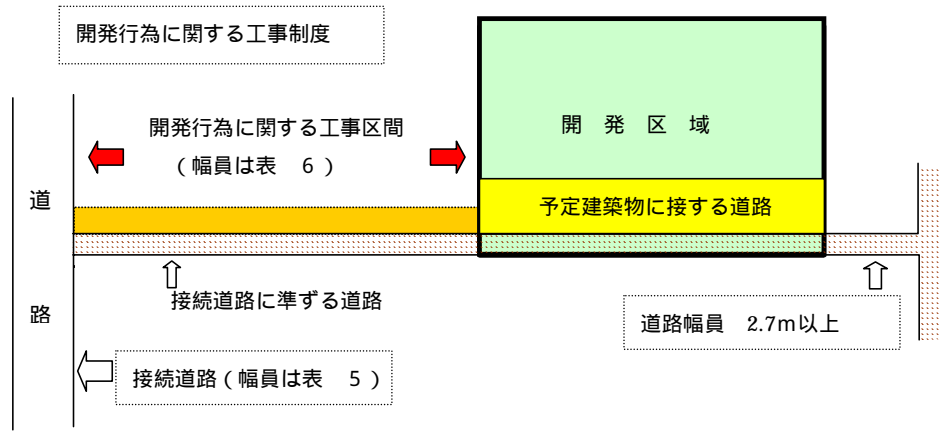 開発行為に関する工事制度
開発行為に関する工事区間
（幅員は表　６）
開　発　区　域
道
路
予定建築物に接する道路
接続道路に準ずる道路
道路幅員　2.7m以上
接続道路（幅員は表　５）